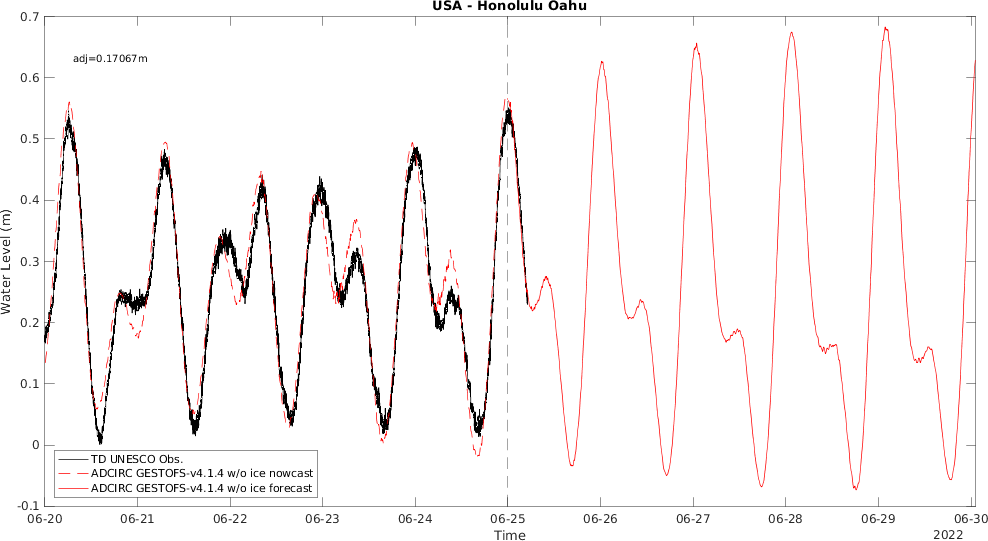 USA - Honolulu Oahu
0.7
adj=0.17067m
0.6
0.5
0.4
0.3
0.2
0.1
0
-0.1
Water Level (m)
TD UNESCO Obs.
ADCIRC GESTOFS-v4.1.4 w/o ice nowcast
ADCIRC GESTOFS-v4.1.4 w/o ice forecast
06-20 06-21 06-22 06-23 06-24 06-25 06-26 06-27 06-28 06-29 06-30
Time
2022